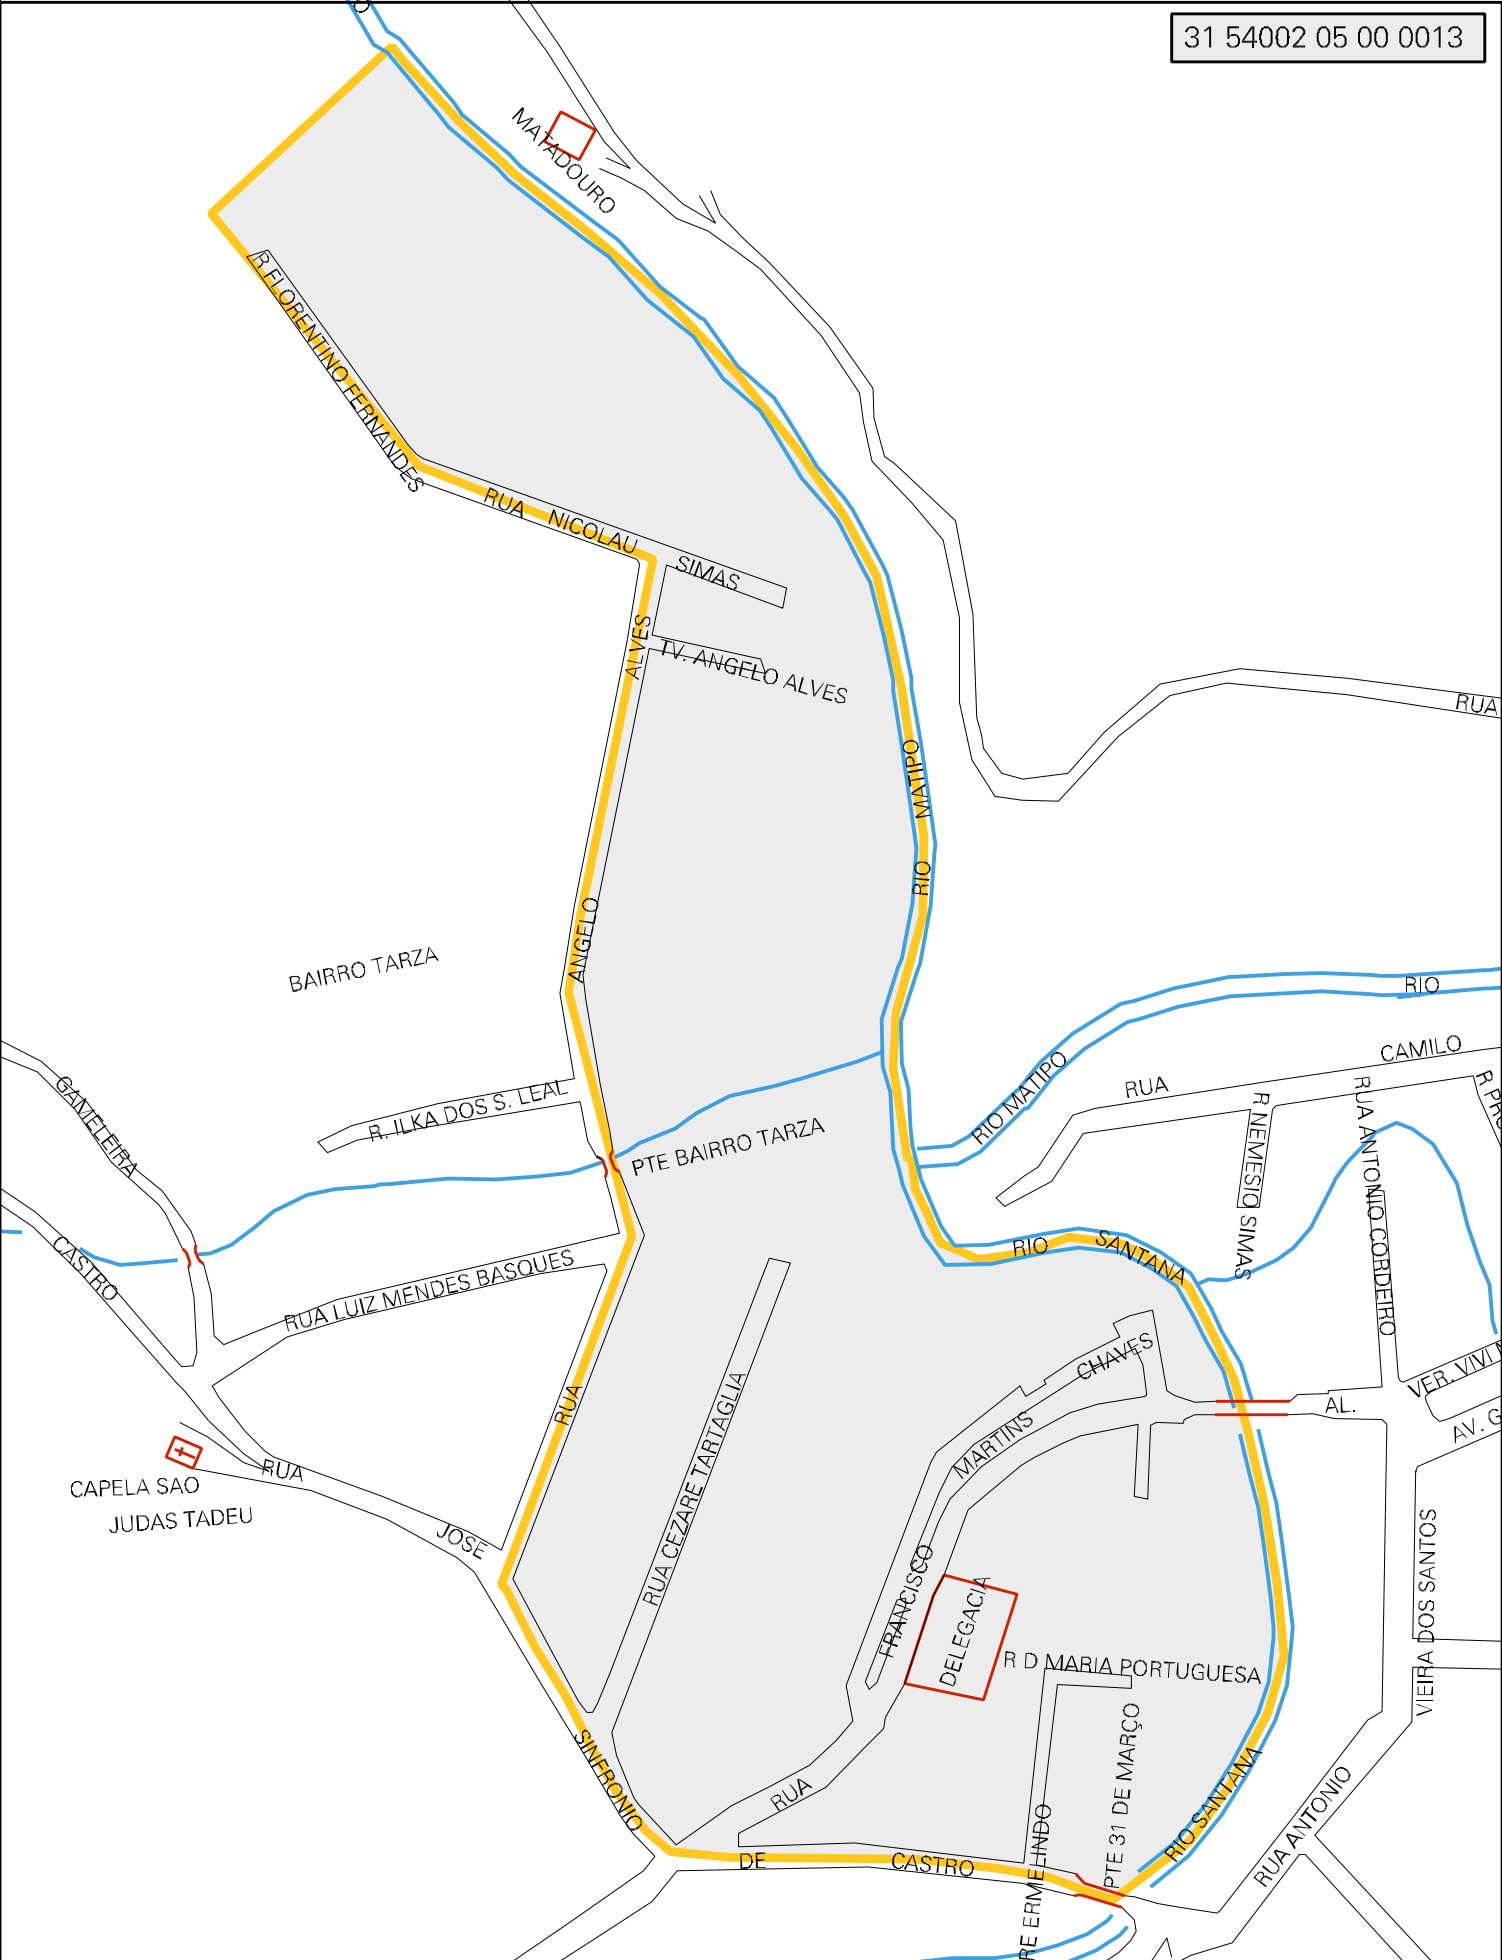 31 54002 05 00 0013
MATADOURO
R FLORENTINO FERNANDES
RUA NICOLAU SIMAS
ALVES
TV. ANGELO ALVES
RUA
RIO MATIPO
ANGELO
BAIRRO TARZA
RIO
CAMILO
RUA
RIO MATIPO
GAMELEIRA
R. ILKA DOS S. LEAL
PTE BAIRRO TARZA
R NEMESIO SIMAS
RUA ANTONIO CORDEIRO
CASTRO
RUA LUIZ MENDES BASQUES
RIO SANTANA
CHAVES
VER. VIVI
AL.
AV. G
RUA
RUA CEZARE TARTAGLIA
MARTINS
CAPELA SAO
JUDAS TADEU
RUA JOSE
FRANCISCO
DELEGACIA
R D MARIA PORTUGUESA
VIEIRA DOS SANTOS
PTE 31 DE MARÇO
SINFRONIO
RUA
RIO SANTANA
RUA ANTONIO
DE CASTRO
RE ERMELINDO